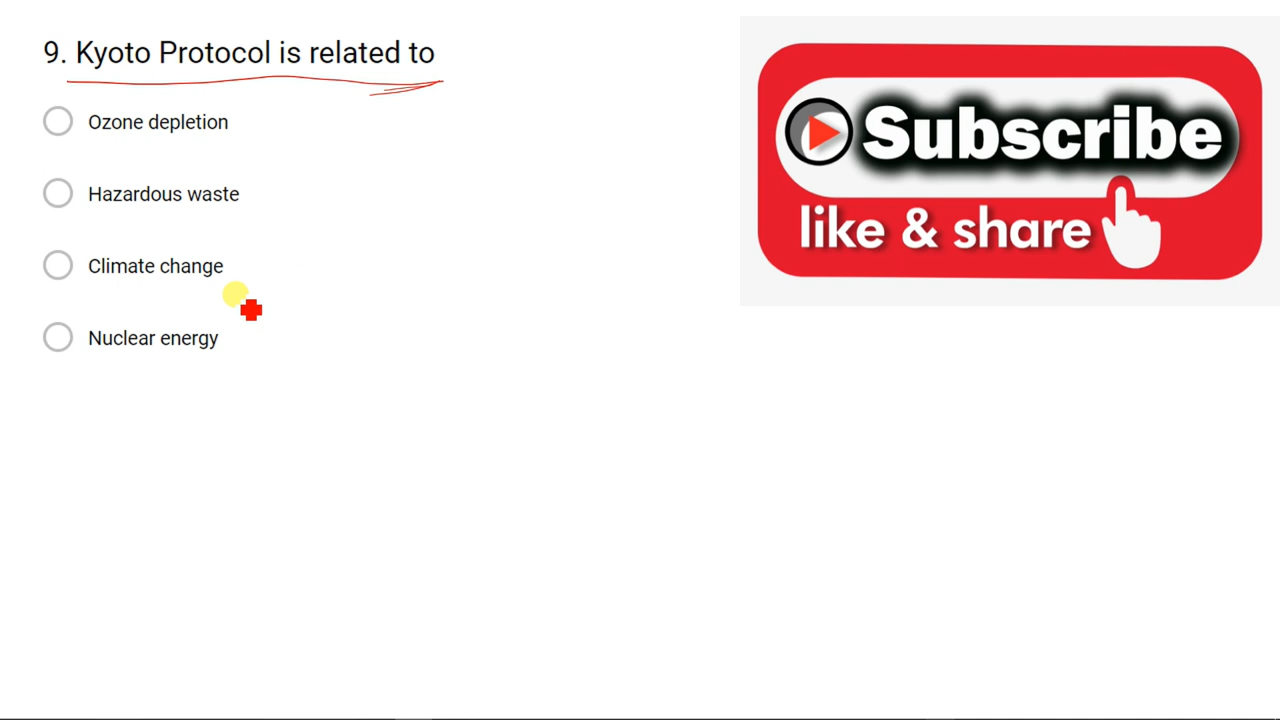 9. Kyoto Protocol is related to
Ozone depletion
Hazardous waste
Climate change
Nuclear energy
Subscribe
like & share